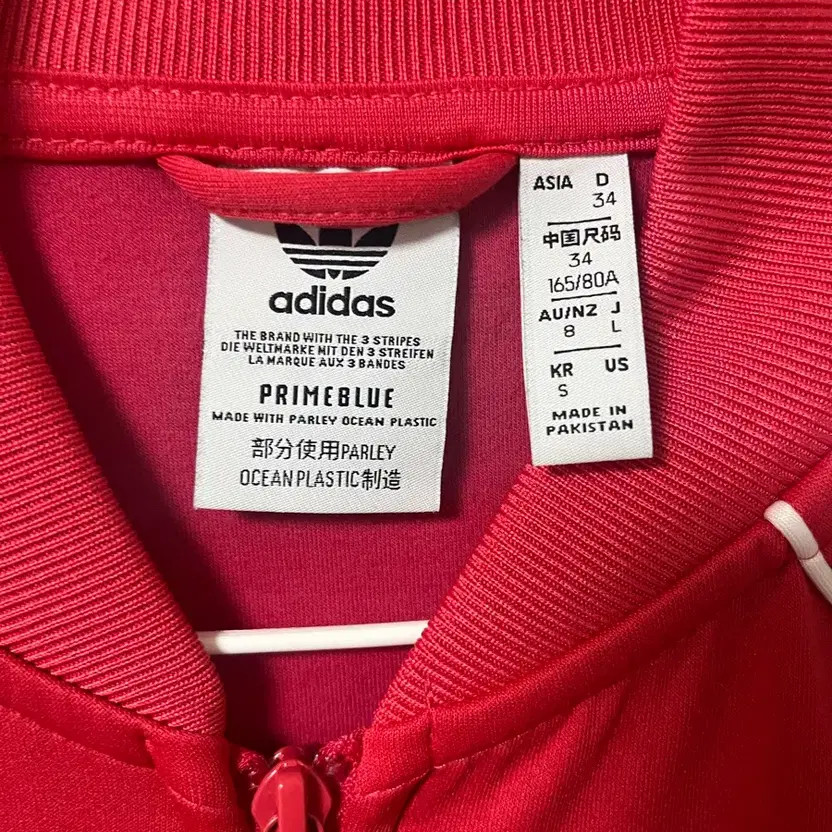 adidas
THE BRAND WITH THE 3 STRIPES
DIE WELTMARKE MIT DEN 3 STREIFEN
LA MARQUE AUX 3 BANDES
PRIMEBLUE
MADE WITH PARLEY OCEAN PLASTIC
部分使用PARLEY
OCEAN PLASTIC制造
ASIA D
34
中国尺码
34
165/80A
AU/NZ J
8 L
KR US
S
MADE IN
PAKISTAN